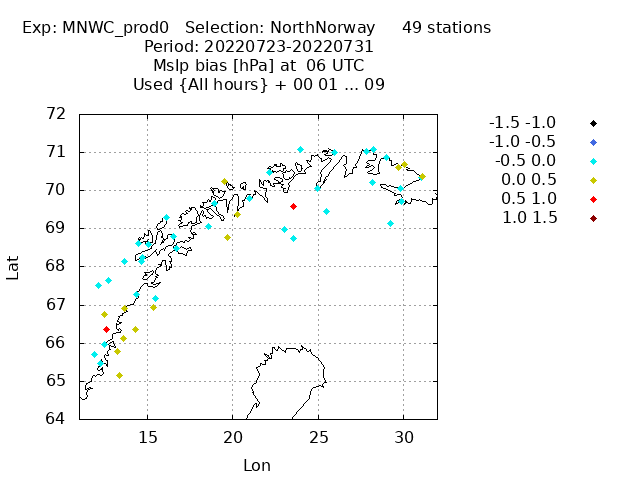 Exp: MNWC_prod0   Selection: NorthNorway     49 stations
Period: 20220723-20220731
Mslp bias [hPa] at  06 UTC
Used {All hours} + 00 01 ... 09
72
71
70
69
68
67
66
65
64
Lat
15 20 25 30
Lon
-1.5 -1.0
-1.0 -0.5
-0.5 0.0
0.0 0.5
0.5 1.0
1.0 1.5